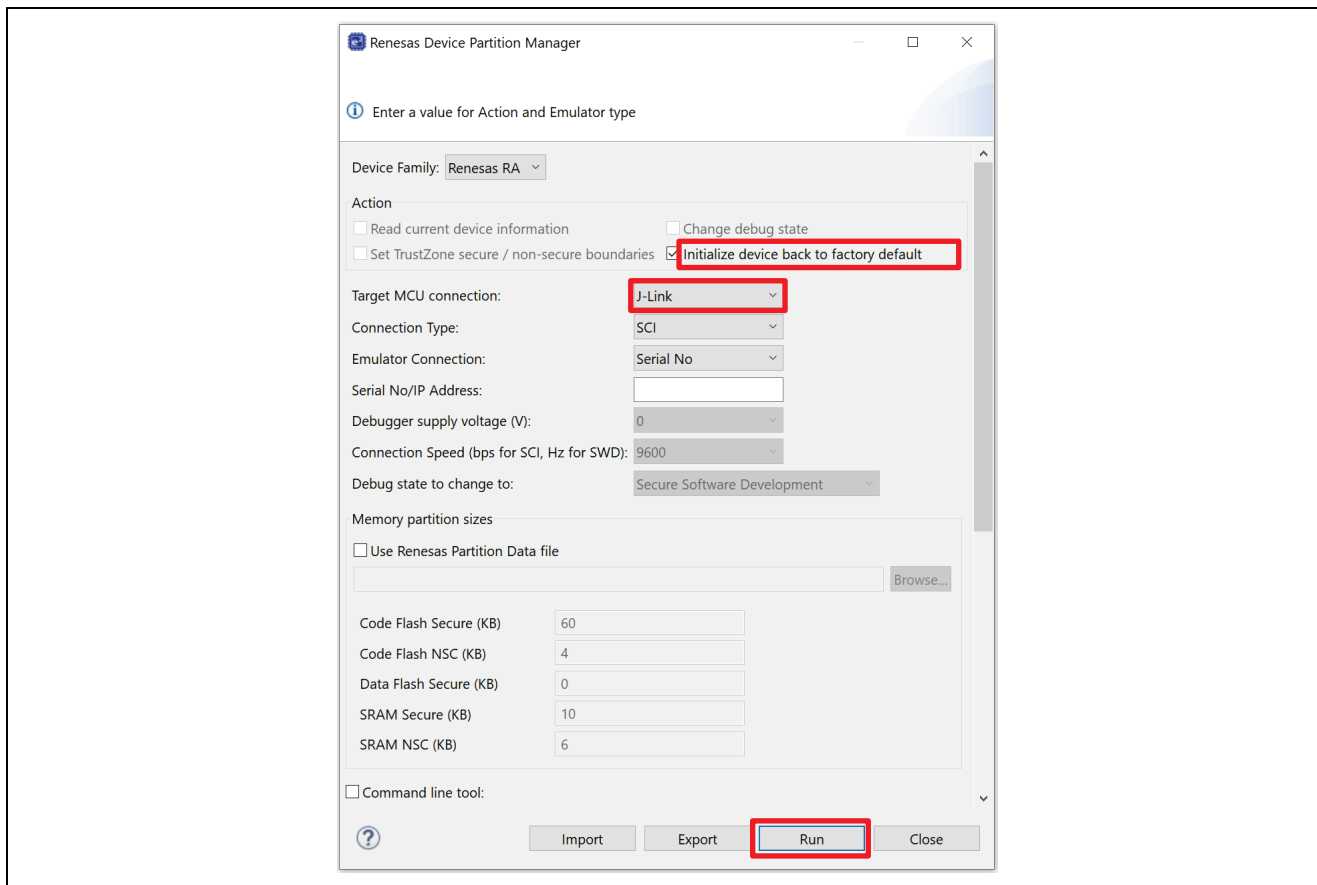 Renesas Device Partition Manager
Enter a value for Action and Emulator type
Device Family: Renesas RA
Action
Read current device information Change debug state
Set TrustZone secure / non-secure boundaries Initialize device back to factory default
Target MCU connection: J-Link
Connection Type: SCI
Emulator Connection: Serial No
Serial No/IP Address:
Debugger supply voltage (V): 0
Connection Speed (bps for SCI, Hz for SWD): 9600
Debug state to change to: Secure Software Development
Memory partition sizes
Use Renesas Partition Data file
Browse...
Code Flash Secure (KB) 60
Code Flash NSC (KB) 4
Data Flash Secure (KB) 0
SRAM Secure (KB) 10
SRAM NSC (KB) 6
Command line tool:
? Import Export Run Close